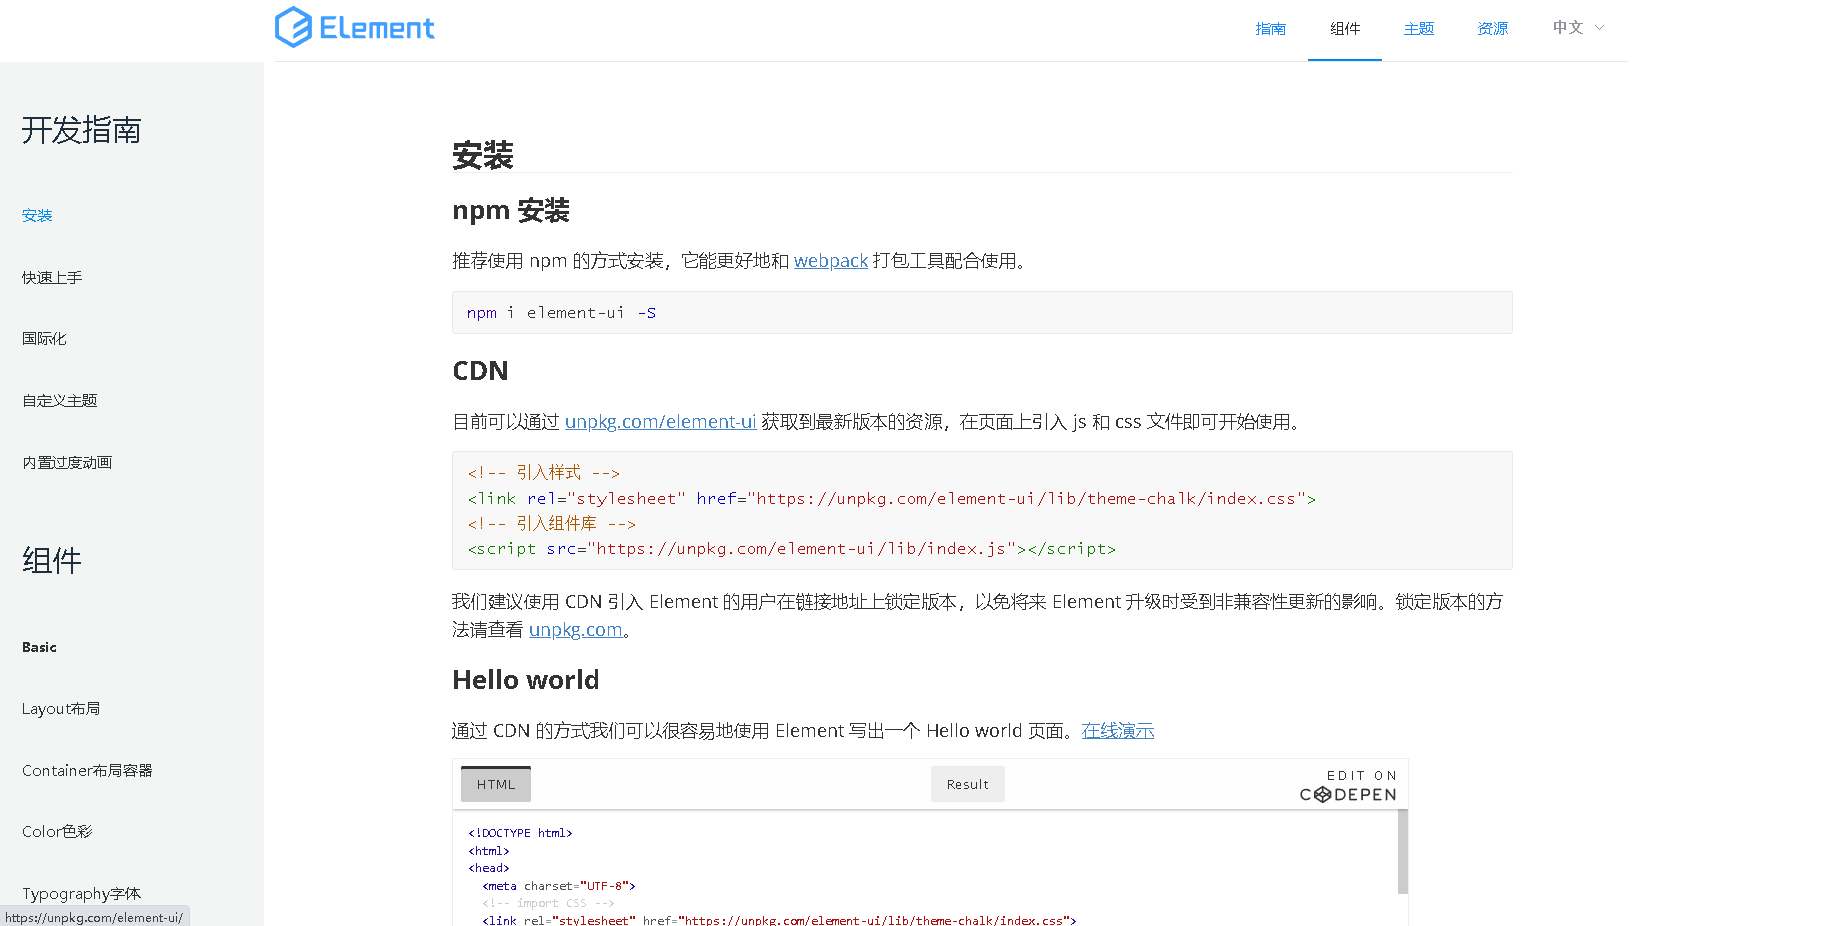 Element
指南
组件
主题
资源
中文
开发指南
安装
快速上手
国际化
自定义主题
内置过度动画
组件
Basic
Layout布局
Container布局容器
Color色彩
Typography字体
https://unpkg.com/element-ui/
安装
npm 安装
推荐使用 npm 的方式安装，它能更好地和 webpack 打包工具配合使用。
npm i element-ui -S
CDN
目前可以通过 unpkg.com/element-ui 获取到最新版本的资源，在页面上引入 js 和 css 文件即可开始使用。
<!-- 引入样式 -->
<link rel="stylesheet" href="https://unpkg.com/element-ui/lib/theme-chalk/index.css">
<!-- 引入组件库 -->
<script src="https://unpkg.com/element-ui/lib/index.js"></script>
我们建议使用 CDN 引入 Element 的用户在链接地址上锁定版本，以免将来 Element 升级时受到非兼容性更新的影响。锁定版本的方
法请查看 unpkg.com。
Hello world
通过 CDN 的方式我们可以很容易地使用 Element 写出一个 Hello world 页面。在线演示
HTML
Result
EDIT ON
CODEPEN
<!DOCTYPE html>
<html>
<head>
<meta charset="UTF-8">
<!-- import CSS -->
<link rel="stylesheet" href="https://unpkg.com/element-ui/lib/theme-chalk/index.css">